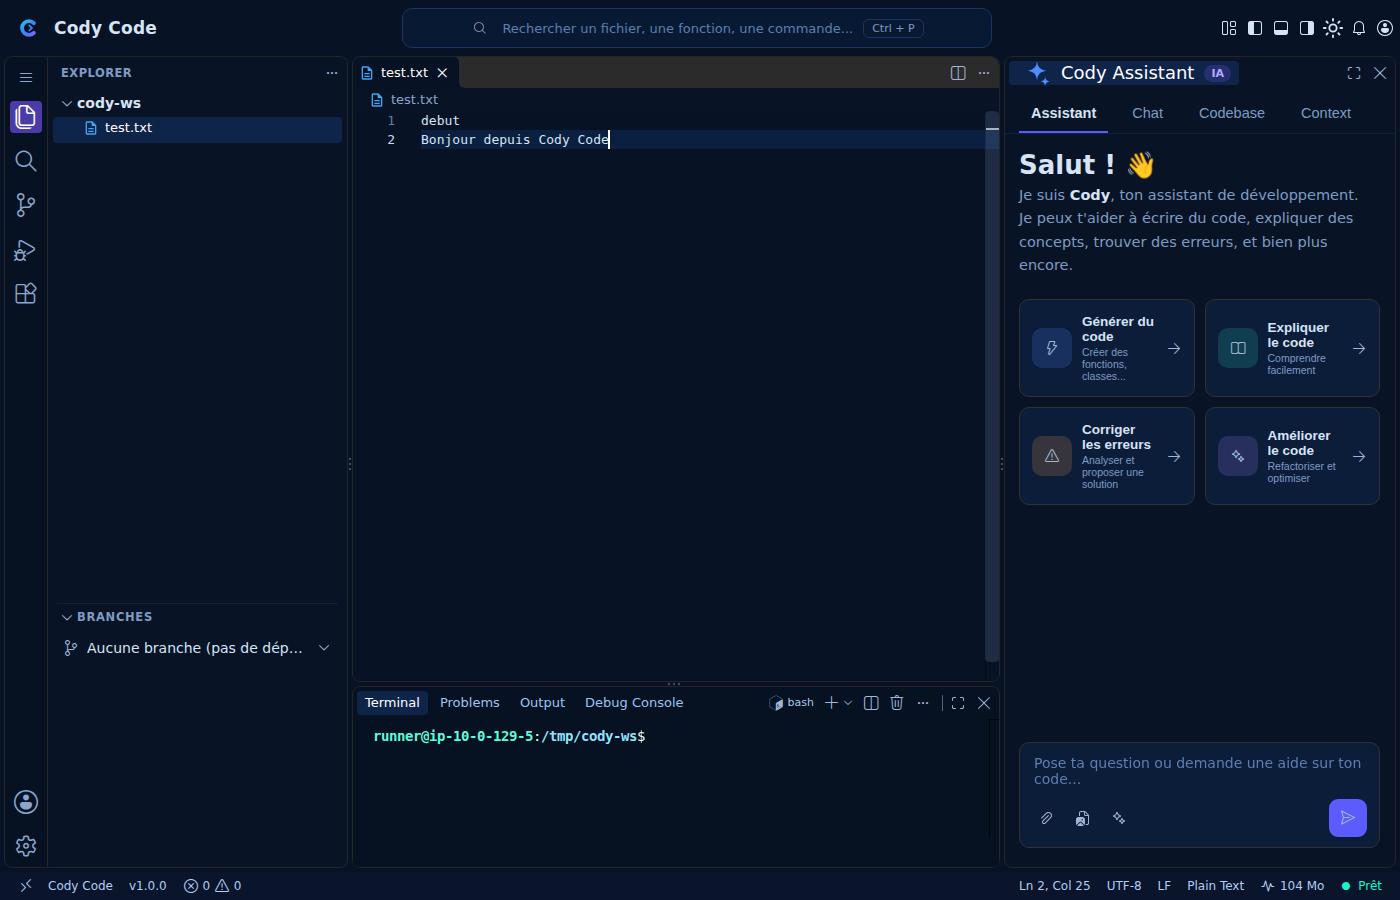 Cody Code
Rechercher un fichier, une fonction, une commande...
Ctrl + P
EXPLORER
cody-ws
test.txt
BRANCHES
Aucune branche (pas de dép...
test.txt
test.txt
1 debut
2 Bonjour depuis Cody Code
Terminal Problems Output Debug Console
bash
runner@ip-10-0-129-5:/tmp/cody-ws$
Cody Assistant IA
Assistant Chat Codebase Context
Salut ! 👋
Je suis Cody, ton assistant de développement.
Je peux t'aider à écrire du code, expliquer des
concepts, trouver des erreurs, et bien plus
encore.
Générer du
code
Créer des
fonctions,
classes...
Expliquer
le code
Comprendre
facilement
Corriger
les erreurs
Analyser et
proposer une
solution
Améliorer
le code
Refactoriser et
optimiser
Pose ta question ou demande une aide sur ton
code...
Cody Code v1.0.0 0 0
Ln 2, Col 25 UTF-8 LF Plain Text 104 Mo Prêt